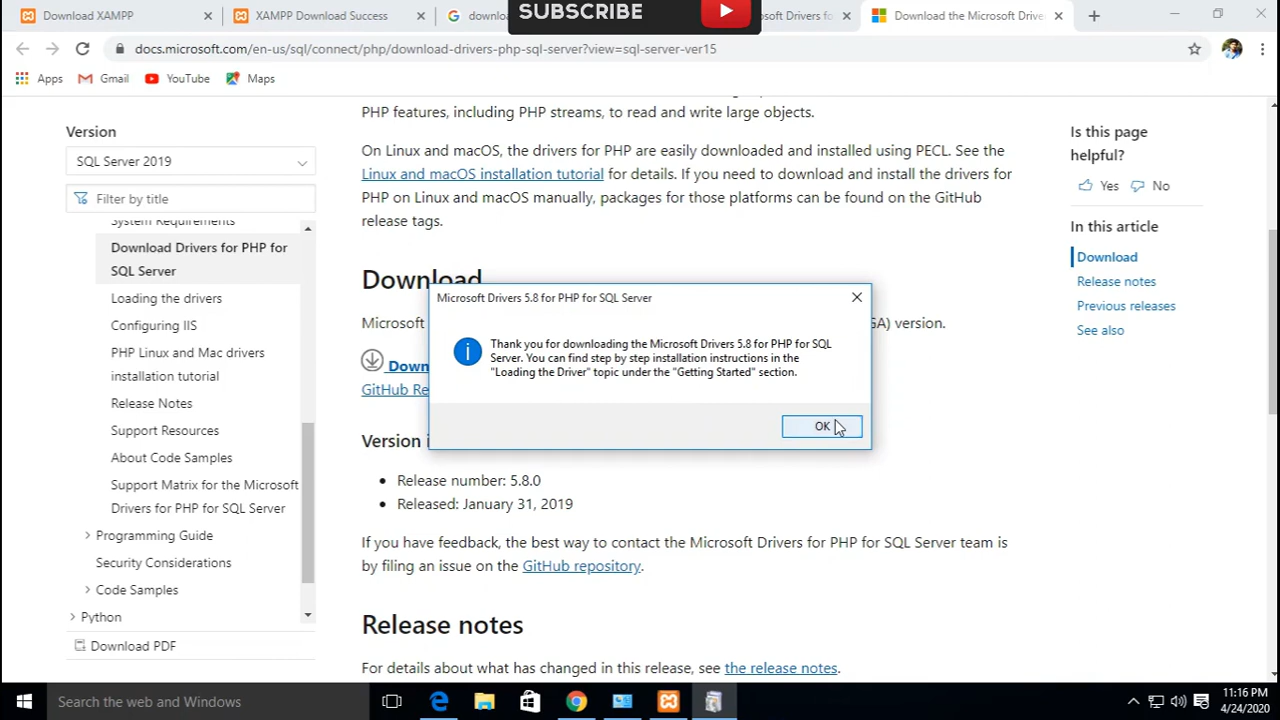 Download XAMPP
XAMPP Download Success
downlo
SUBSCRIBE
osoft Drivers for
Download the Microsoft Drive
docs.microsoft.com/en-us/sql/connect/php/download-drivers-php-sql-server?view=sql-server-ver15
Apps
Gmail
YouTube
Maps
Version
SQL Server 2019
Filter by title
System Requirements
Download Drivers for PHP for
SQL Server
Loading the drivers
Configuring IIS
PHP Linux and Mac drivers
installation tutorial
Release Notes
Support Resources
About Code Samples
Support Matrix for the Microsoft
Drivers for PHP for SQL Server
Programming Guide
Security Considerations
Code Samples
Python
Download PDF
PHP features, including PHP streams, to read and write large objects.
On Linux and macOS, the drivers for PHP are easily downloaded and installed using PECL. See the
Linux and macOS installation tutorial for details. If you need to download and install the drivers for
PHP on Linux and macOS manually, packages for those platforms can be found on the GitHub
release tags.
Download
Microsoft
GA) version.
Down
GitHub Re
Version i
Release number: 5.8.0
Released: January 31, 2019
If you have feedback, the best way to contact the Microsoft Drivers for PHP for SQL Server team is
by filing an issue on the GitHub repository.
Release notes
For details about what has changed in this release, see the release notes.
Microsoft Drivers 5.8 for PHP for SQL Server
Thank you for downloading the Microsoft Drivers 5.8 for PHP for SQL
Server. You can find step by step installation instructions in the
"Loading the Driver" topic under the "Getting Started" section.
OK
Is this page
helpful?
Yes
No
In this article
Download
Release notes
Previous releases
See also
Search the web and Windows
11:16 PM
4/24/2020